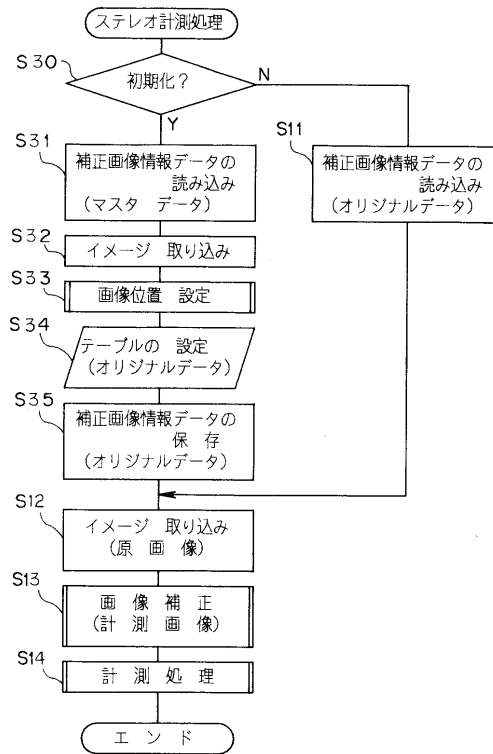 ステレオ計測処理
S30
初期化?
N
Y
S31
補正画像情報データの
読み込み
(マスタ データ)
S11
補正画像情報データの
読み込み
(オリジナルデータ)
S32
イメージ 取り込み
S33
画像位置 設定
S34
テーブルの 設定
(オリジナルデータ)
S35
補正画像情報データの
保 存
(オリジナルデータ)
S12
イメージ 取り込み
(原 画 像)
S13
画 像 補 正
(計 測 画 像)
S14
計 測 処 理
エ ン ド